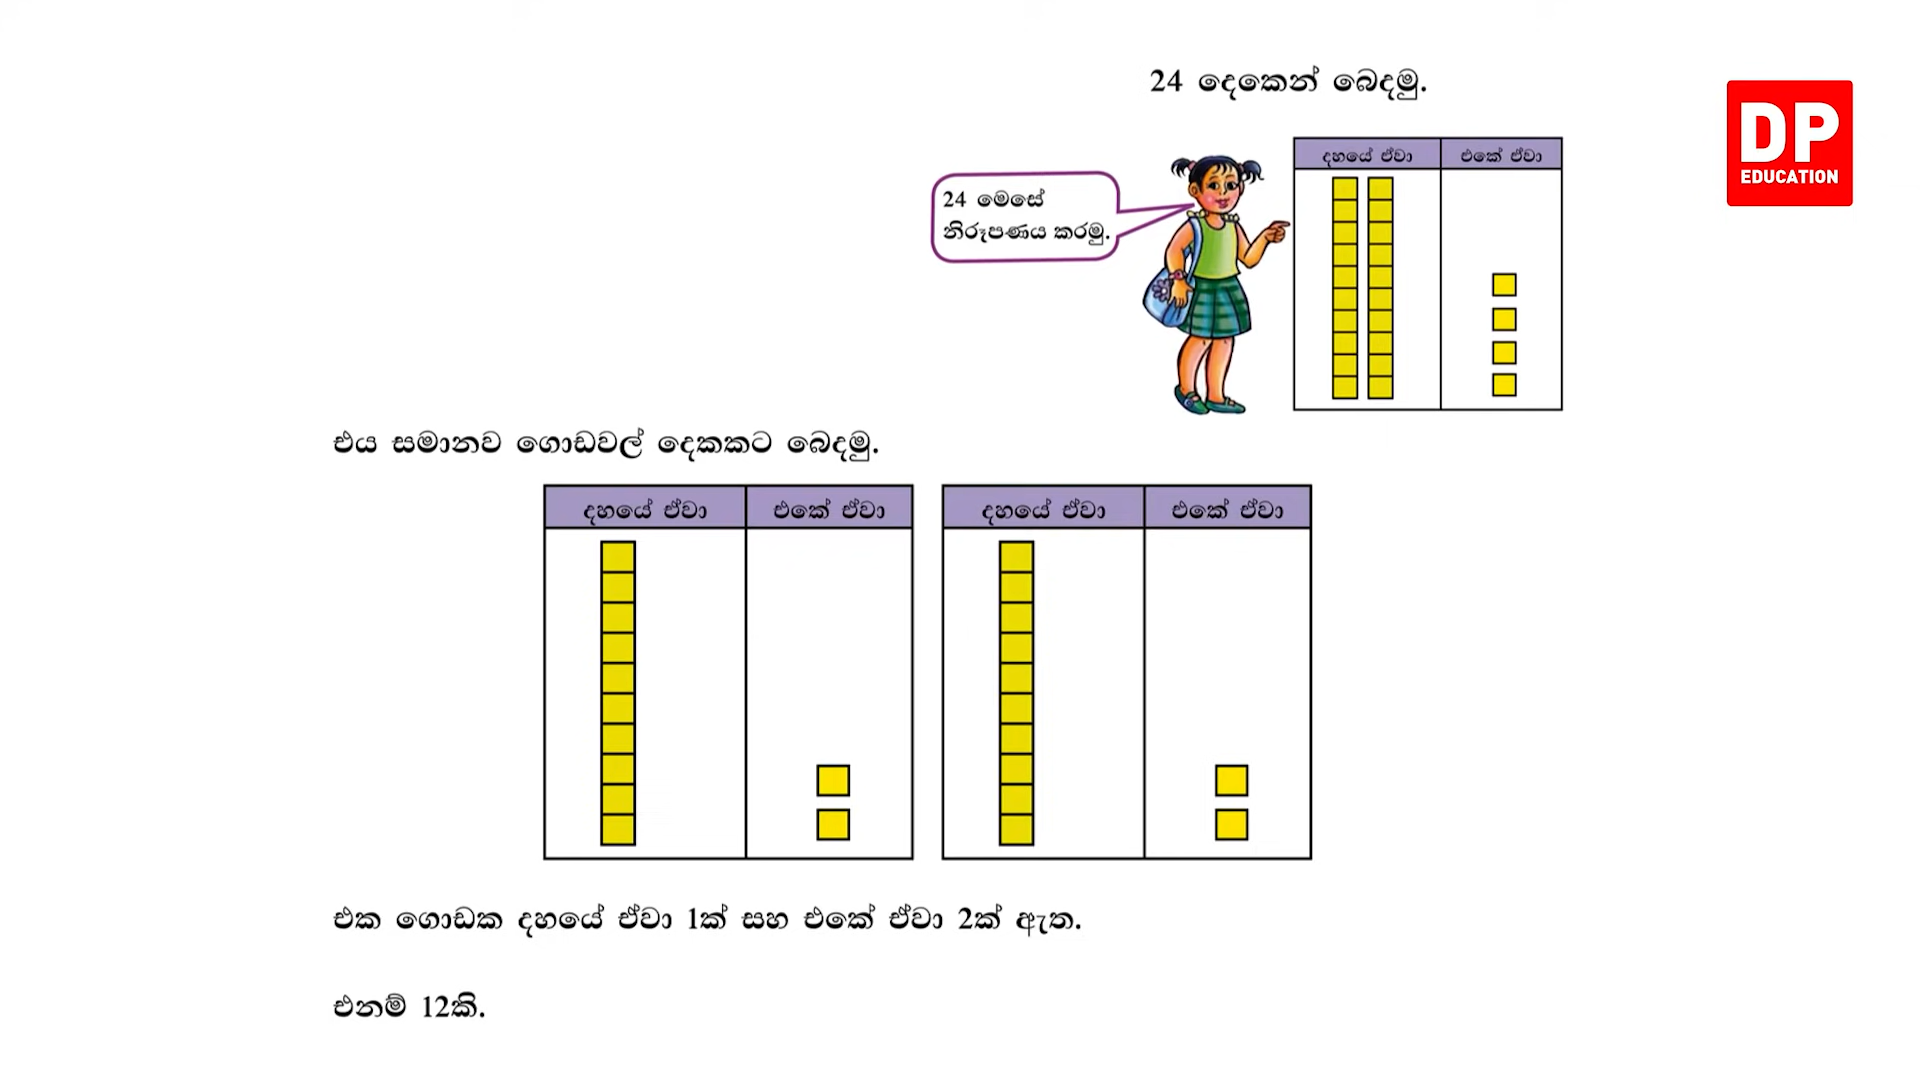 24 දෙකෙන් බෙදමු.
DP
EDUCATION
දහයේ ඒවා එකේ ඒවා
24 මෙසේ
නිරූපණය කරමු.
එය සමානව ගොඩවල් දෙකකට බෙදමු.
දහයේ ඒවා එකේ ඒවා දහයේ ඒවා එකේ ඒවා
එක ගොඩක දහයේ ඒවා 1ක් සහ එකේ ඒවා 2ක් ඇත.
එනම් 12කි.